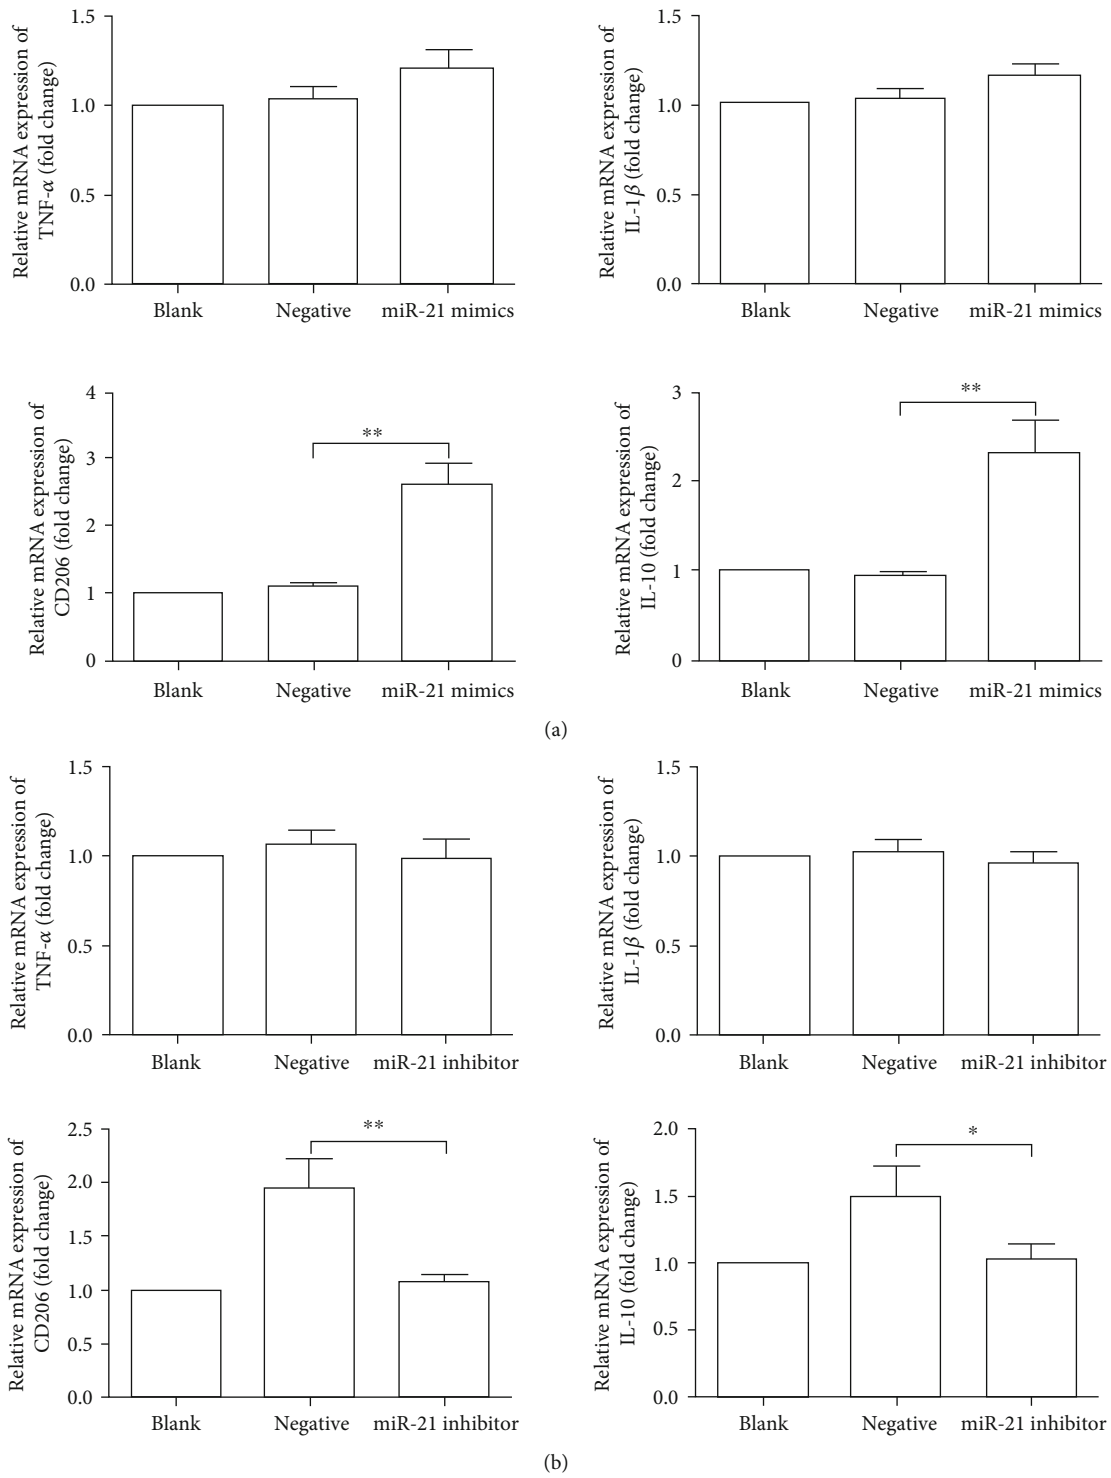 Relative mRNA expression of
TNF-α (fold change)
1.5
1.0
0.5
0.0
Blank Negative miR-21 mimics
Relative mRNA expression of
IL-1β (fold change)
1.5
1.0
0.5
0.0
Blank Negative miR-21 mimics
Relative mRNA expression of
CD206 (fold change)
4
3
2
1
0
**
Blank Negative miR-21 mimics
Relative mRNA expression of
IL-10 (fold change)
3
2
1
0
**
Blank Negative miR-21 mimics
(a)
Relative mRNA expression of
TNF-α (fold change)
1.5
1.0
0.5
0.0
Blank Negative miR-21 inhibitor
Relative mRNA expression of
IL-1β (fold change)
1.5
1.0
0.5
0.0
Blank Negative miR-21 inhibitor
Relative mRNA expression of
CD206 (fold change)
2.5
2.0
1.5
1.0
0.5
0.0
**
Blank Negative miR-21 inhibitor
Relative mRNA expression of
IL-10 (fold change)
2.0
1.5
1.0
0.5
0.0
*
Blank Negative miR-21 inhibitor
(b)